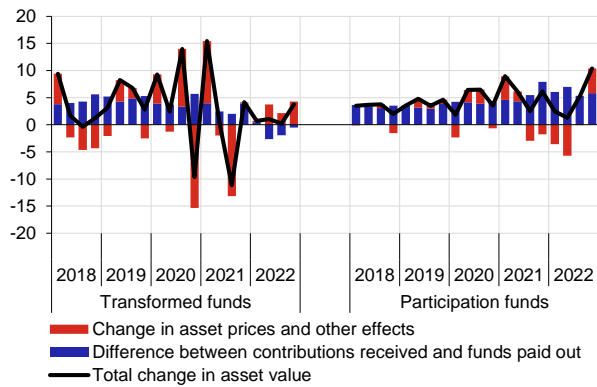 20
15
10
5
0
-5
-10
-15
-20
2018 2019 2020 2021 2022 2018 2019 2020 2021 2022
Transformed funds Participation funds
Change in asset prices and other effects
Difference between contributions received and funds paid out
Total change in asset value